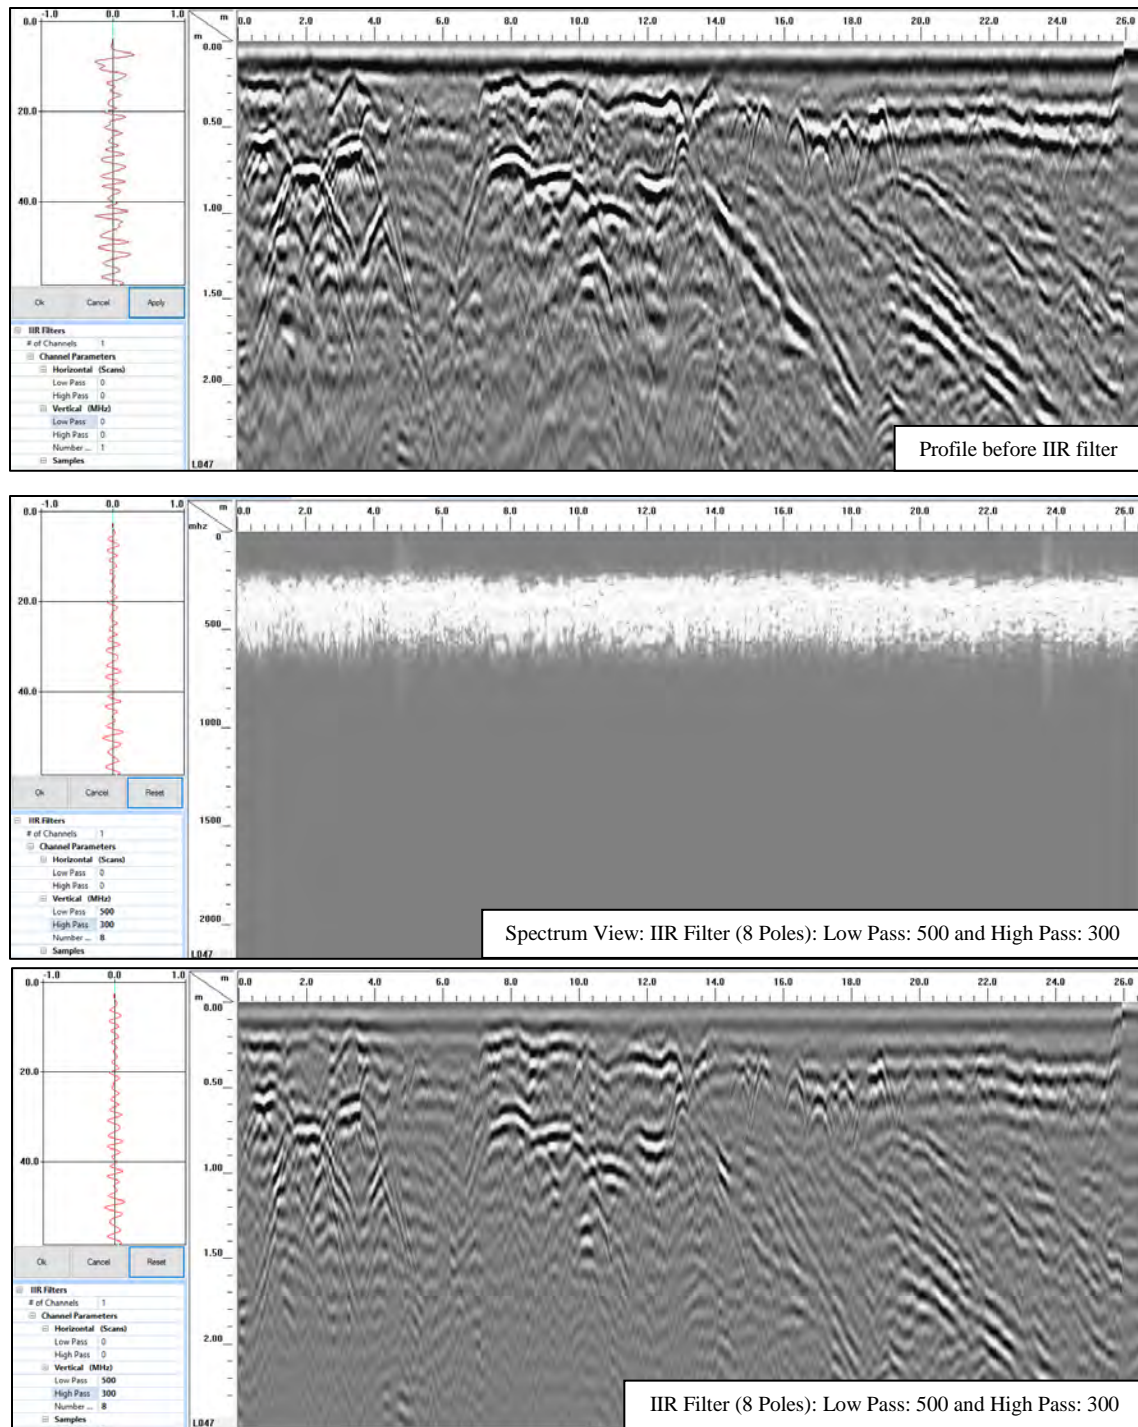 -1.0 0.0 1.0
m
0.0 2.0 4.0 6.0 8.0 10.0 12.0 14.0 16.0 18.0 20.0 22.0 24.0 26.0
0.0
m
0.00
20.0
0.50
40.0
1.00
1.50
Ok Cancel Apply
IIR Filters
# of Channels 1
Channel Parameters
Horizontal (Scans)
Low Pass 0
2.00
High Pass 0
Vertical (MHz)
Low Pass 0
High Pass 0
Number ... 1
Samples
L047
Profile before IIR filter
-1.0 0.0 1.0
m
0.0 2.0 4.0 6.0 8.0 10.0 12.0 14.0 16.0 18.0 20.0 22.0 24.0 26.0
0.0
mhz
0
20.0
500
40.0
1000
Ok Cancel Reset
1500
IIR Filters
# of Channels 1
Channel Parameters
Horizontal (Scans)
Low Pass 0
High Pass 0
Vertical (MHz)
Low Pass 500
2000
High Pass 300
Number ... 8
Samples
L047
Spectrum View: IIR Filter (8 Poles): Low Pass: 500 and High Pass: 300
-1.0 0.0 1.0
m
0.0 2.0 4.0 6.0 8.0 10.0 12.0 14.0 16.0 18.0 20.0 22.0 24.0 26.0
0.0
m
0.00
20.0
0.50
40.0
1.00
1.50
Ok Cancel Reset
IIR Filters
# of Channels 1
Channel Parameters
Horizontal (Scans)
Low Pass 0
2.00
High Pass 0
Vertical (MHz)
Low Pass 500
High Pass 300
Number ... 8
Samples
L047
IIR Filter (8 Poles): Low Pass: 500 and High Pass: 300